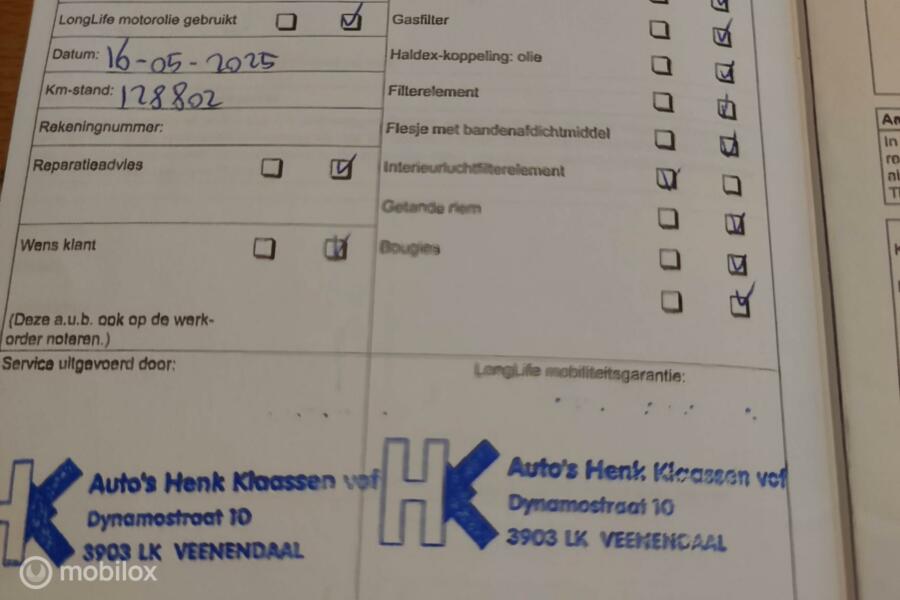 LongLife motorolie gebruikt
Datum: 16-05-2025
Km-stand: 128802
Rekeningnummer:
Reparatieadvies
Wens klant
(Deze a.u.b. ook op de werk-
order noteren.)
Gasfilter
Haldex-koppeling: olie
Filterelement
Flesje met bandenafdichtmiddel
Interieurluchtfilterelement
Getande riem
Bougies
Service uitgevoerd door:
LongLife mobiliteitsgarantie:
HK Auto's Henk Klaassen vof
Dynamostraat 10
3903 LK VEENENDAAL
HK Auto's Henk Klaassen vof
Dynamostraat 10
3903 LK VEENENDAAL
In
mobilox